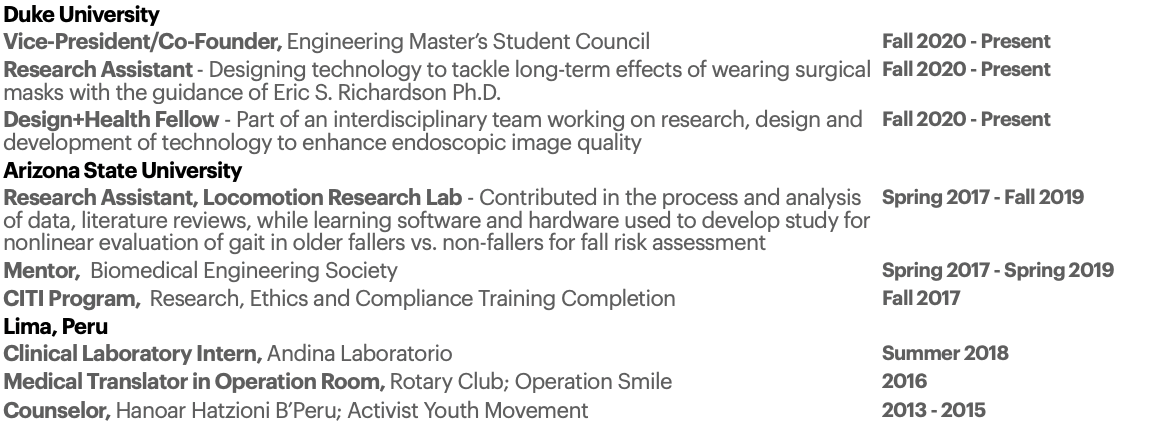 Duke University
Vice-President/Co-Founder, Engineering Master's Student Council Fall 2020 - Present
Research Assistant - Designing technology to tackle long-term effects of wearing surgical Fall 2020 - Present
masks with the guidance of Eric S. Richardson Ph.D.
Design+Health Fellow - Part of an interdisciplinary team working on research, design and Fall 2020 - Present
development of technology to enhance endoscopic image quality
Arizona State University
Research Assistant, Locomotion Research Lab - Contributed in the process and analysis Spring 2017 - Fall 2019
of data, literature reviews, while learning software and hardware used to develop study for
nonlinear evaluation of gait in older fallers vs. non-fallers for fall risk assessment
Mentor, Biomedical Engineering Society Spring 2017 - Spring 2019
CITI Program, Research, Ethics and Compliance Training Completion Fall 2017
Lima, Peru
Clinical Laboratory Intern, Andina Laboratorio Summer 2018
Medical Translator in Operation Room, Rotary Club; Operation Smile 2016
Counselor, Hanoar Hatzioni B'Peru; Activist Youth Movement 2013 - 2015